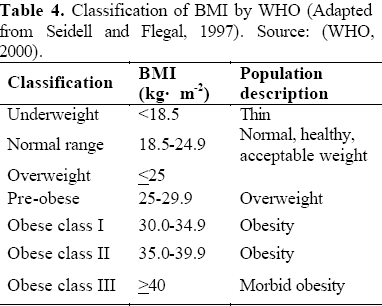 Table 4. Classification of BMI by WHO (Adapted
from Seidell and Flegal, 1997). Source: (WHO,
2000).
Classification BMI (kg· m-2) Population description
Underweight <18.5 Thin
Normal range 18.5-24.9 Normal, healthy, acceptable weight
Overweight ≤25
Pre-obese 25-29.9 Overweight
Obese class I 30.0-34.9 Obesity
Obese class II 35.0-39.9 Obesity
Obese class III ≥40 Morbid obesity